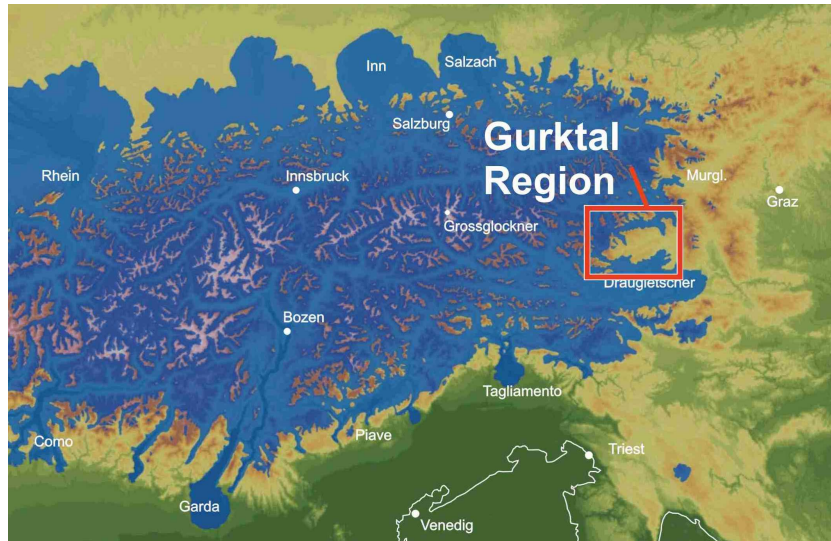 Inn
Salzach
Salzburg
Gurktal
Region
Rhein
Innsbruck
Murgl.
Graz
Grossglockner
Draugletscher
Bozen
Tagliamento
Como
Piave
Triest
Garda
Venedig